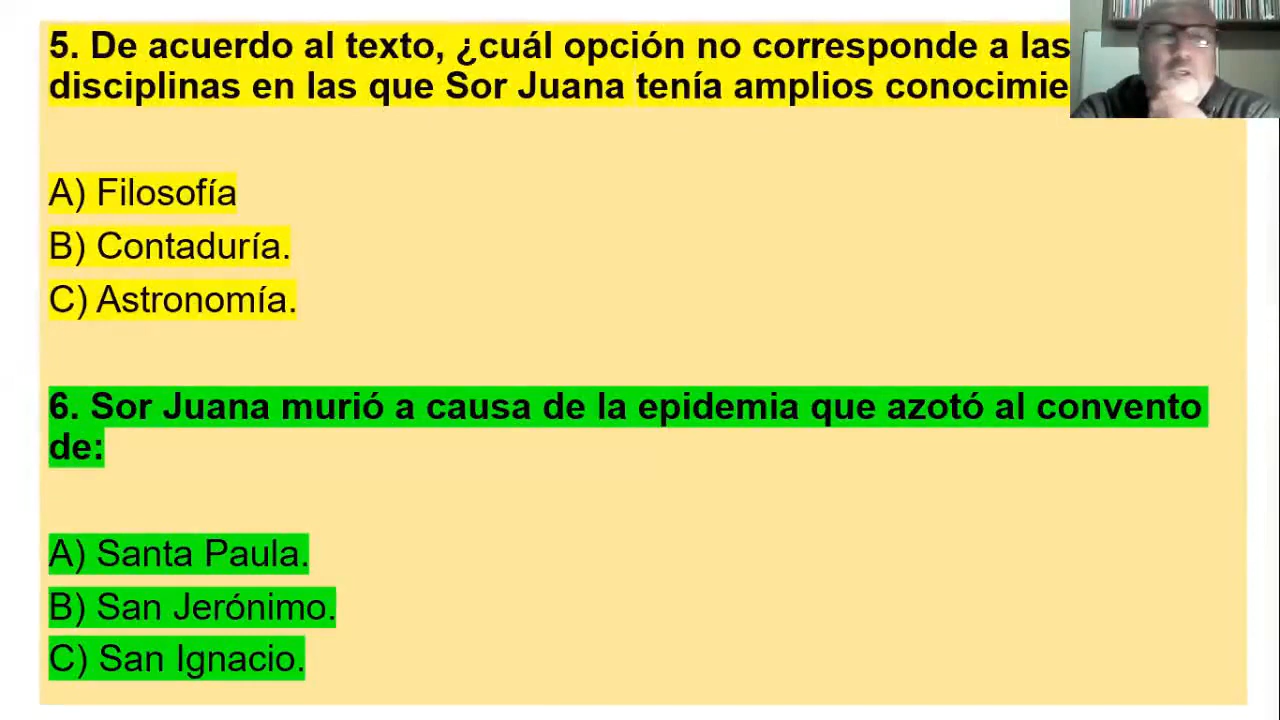 5. De acuerdo al texto, ¿cuál opción no corresponde a las
disciplinas en las que Sor Juana tenía amplios
A) Filosofía
B) Contaduría.
C) Astronomía.
6. Sor Juana murió a causa de la epidemia que azotó al convento
de:
A) Santa Paula.
B) San Jerónimo.
C) San Ignacio.